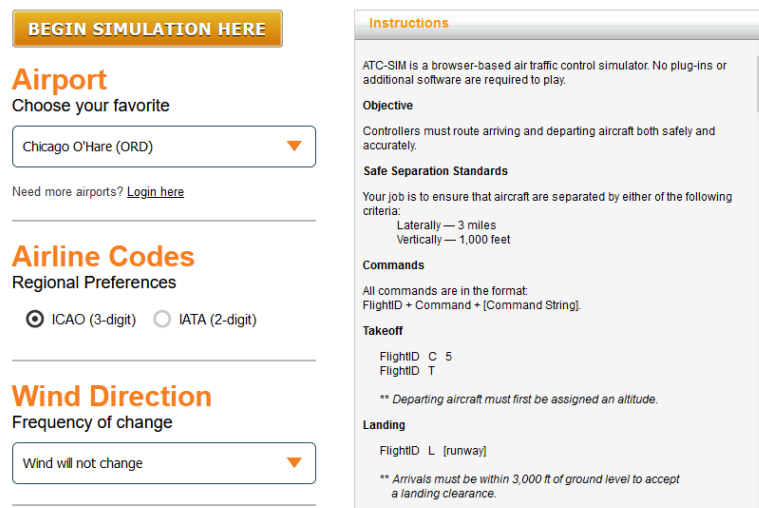 BEGIN SIMULATION HERE
Airport
Choose your favorite
Chicago O'Hare (ORD)
Need more airports? Login here
Airline Codes
Regional Preferences
ICAO (3-digit) IATA (2-digit)
Wind Direction
Frequency of change
Wind will not change
Instructions
ATC-SIM is a browser-based air traffic control simulator. No plug-ins or
additional software are required to play.
Objective
Controllers must route arriving and departing aircraft both safely and
accurately.
Safe Separation Standards
Your job is to ensure that aircraft are separated by either of the following
criteria:
Laterally — 3 miles
Vertically — 1,000 feet
Commands
All commands are in the format:
FlightID + Command + [Command String].
Takeoff
FlightID C 5
FlightID T
** Departing aircraft must first be assigned an altitude.
Landing
FlightID L [runway]
** Arrivals must be within 3,000 ft of ground level to accept
a landing clearance.